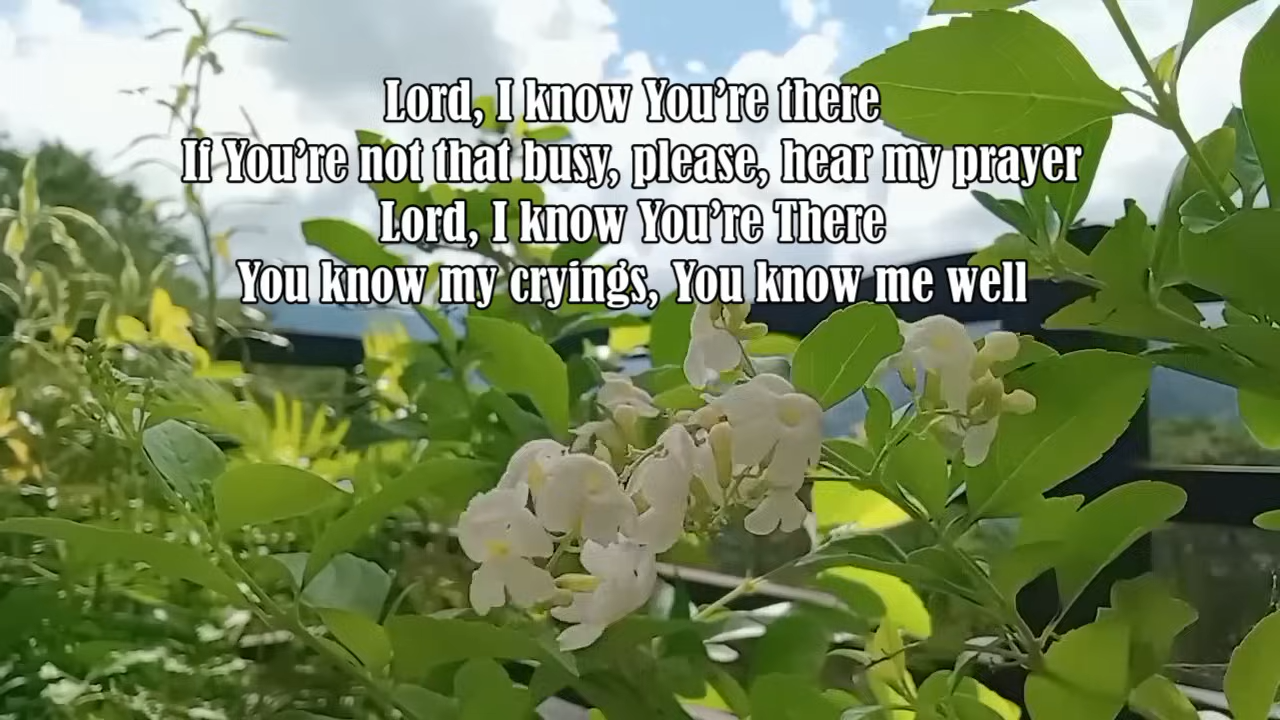 Lord, I know You're there
If You're not that busy, please, hear my prayer
Lord, I know You're There
You know my cryings, You know me well